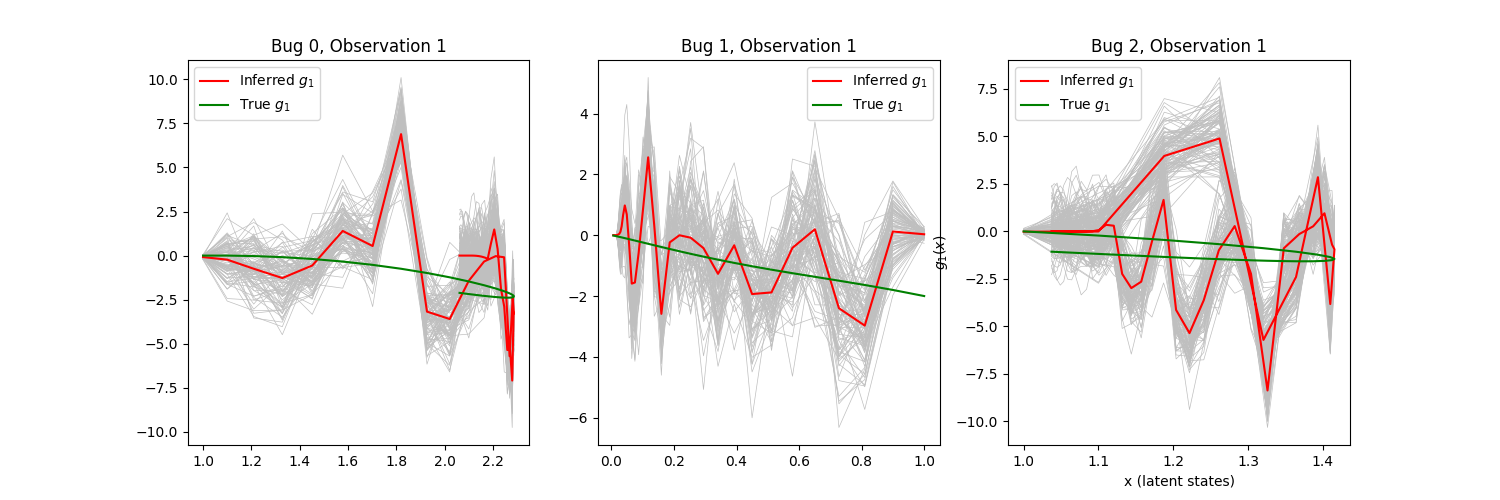 Bug 0, Observation 1
Inferred g₁
True g₁
10.0
7.5
5.0
2.5
0.0
−2.5
−5.0
−7.5
−10.0
1.0 1.2 1.4 1.6 1.8 2.0 2.2
Bug 1, Observation 1
Inferred g₁
True g₁
4
2
0
−2
−4
−6
0.0 0.2 0.4 0.6 0.8 1.0
Bug 2, Observation 1
Inferred g₁
True g₁
g₁(x)
7.5
5.0
2.5
0.0
−2.5
−5.0
−7.5
−10.0
1.0 1.1 1.2 1.3 1.4
x (latent states)